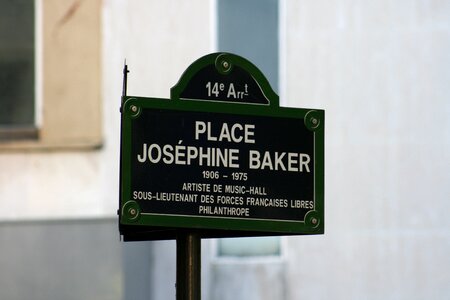 14e Arrt
PLACE
JOSÉPHINE BAKER
1906 - 1975
ARTISTE DE MUSIC-HALL
SOUS-LIEUTENANT DES FORCES FRANÇAISES LIBRES
PHILANTHROPE